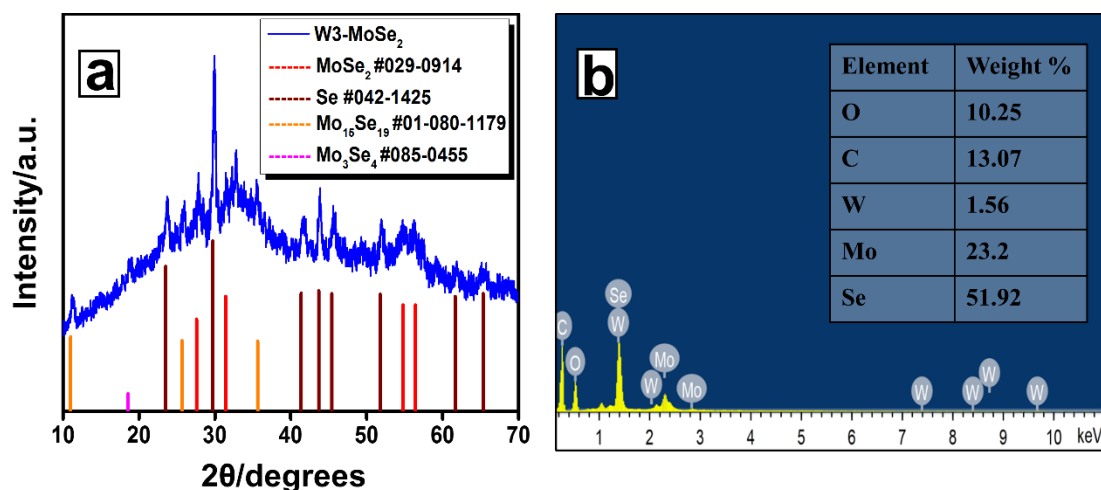 a
W3-MoSe₂
MoSe₂ #029-0914
Se #042-1425
Mo₁₅Se₁₉ #01-080-1179
Mo₃Se₄ #085-0455
Intensity/a.u.
10 20 30 40 50 60 70
2θ/degrees
b
Element Weight %
O 10.25
C 13.07
W 1.56
Mo 23.2
Se 51.92
Se
C W Mo
O W Mo W W W W
1 2 3 4 5 6 7 8 9 10 keV